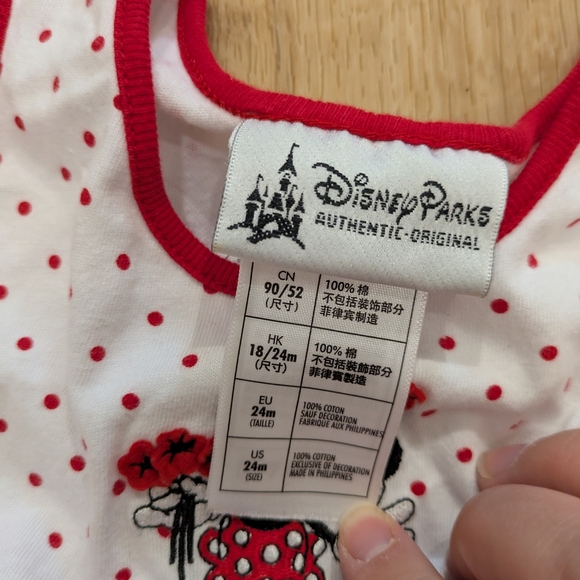 Disney Parks
AUTHENTIC-ORIGINAL
CN
90/52
(尺寸)
100% 棉
不包括装饰部分
菲律宾制造
HK
18/24m
(尺寸)
100% 棉
不包括裝飾部分
菲律賓製造
EU
24m
(TAILLE)
100% COTON
SAUF DECORATION
FABRIQUE AUX PHILIPPINES
US
24m
(SIZE)
100% COTTON
EXCLUSIVE OF DECORATION
MADE IN PHILIPPINES